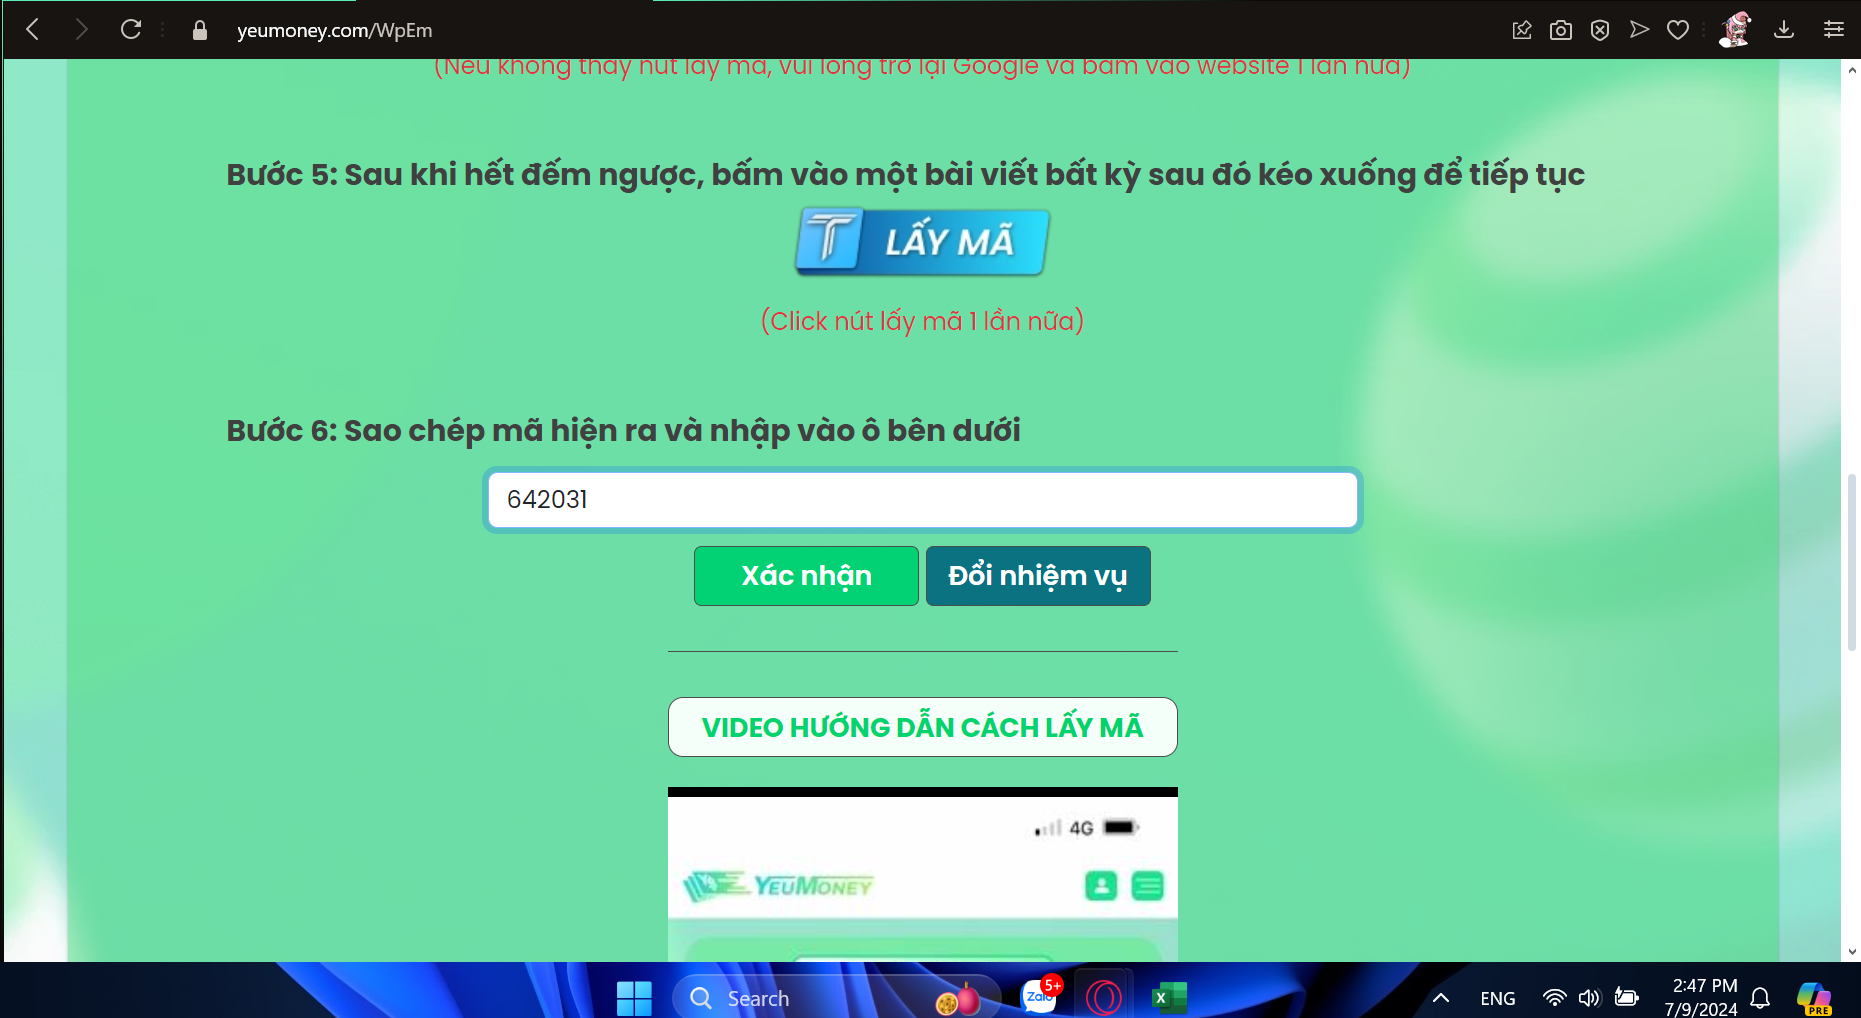 yeumoney.com/WpEm
(Nếu không thấy nút lấy mã, vui lòng trở lại Google và bấm vào website 1 lần nữa)
Bước 5: Sau khi hết đếm ngược, bấm vào một bài viết bất kỳ sau đó kéo xuống để tiếp tục
LẤY MÃ
(Click nút lấy mã 1 lần nữa)
Bước 6: Sao chép mã hiện ra và nhập vào ô bên dưới
642031
Xác nhận
Đổi nhiệm vụ
VIDEO HƯỚNG DẪN CÁCH LẤY MÃ
4G
YEUMONEY
Search
Zalo
5+
X
ENG
2:47 PM
7/9/2024
PRE